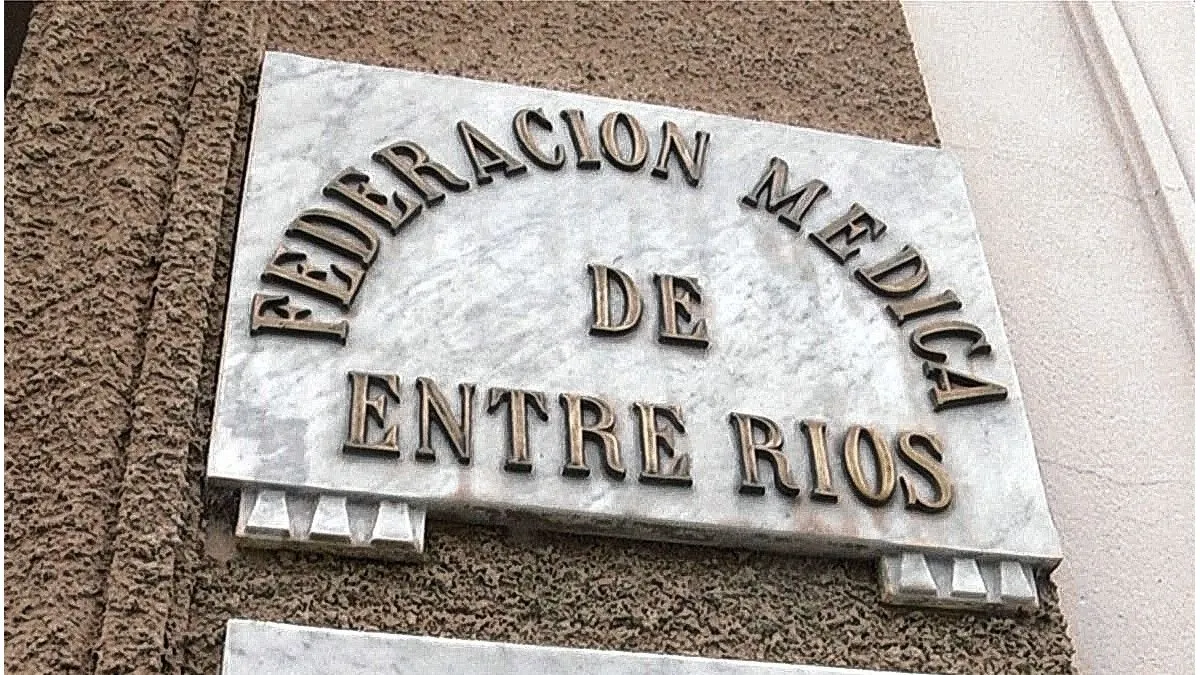 FEDERACION MEDICA
DE
ENTRE RIOS